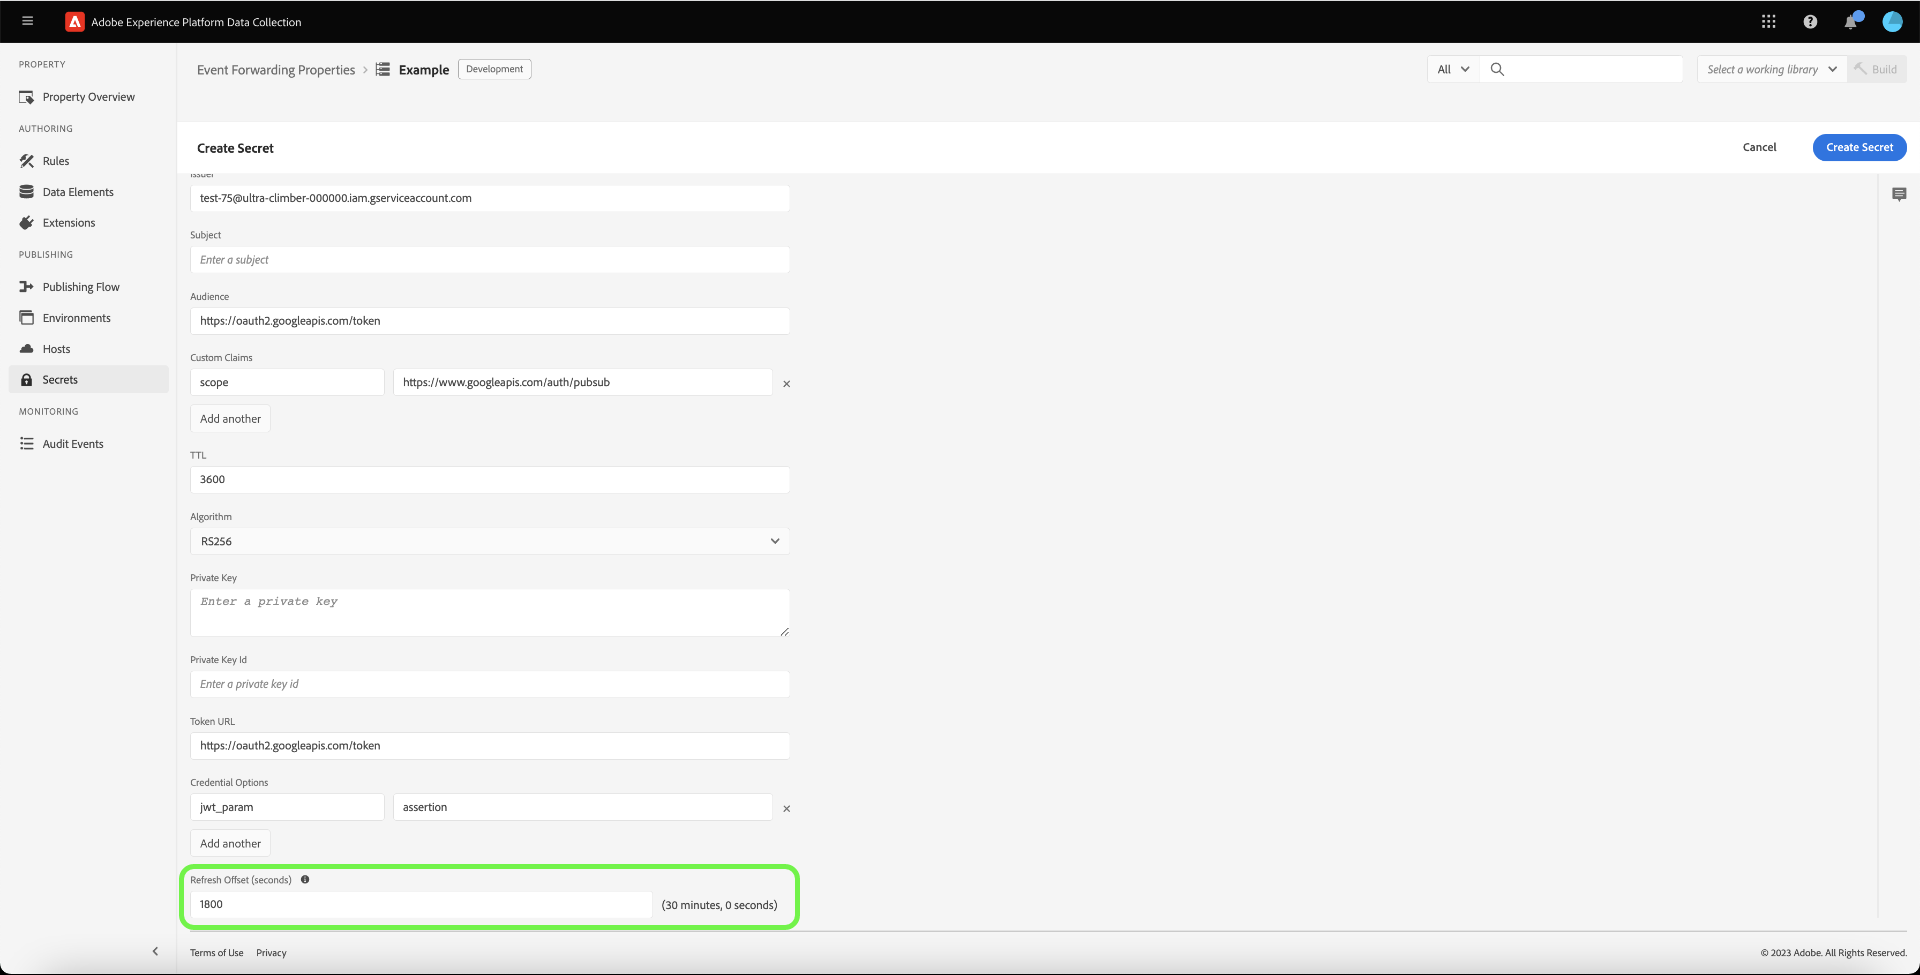 Adobe Experience Platform Data Collection
PROPERTY
Property Overview
AUTHORING
Rules
Data Elements
Extensions
PUBLISHING
Publishing Flow
Environments
Hosts
Secrets
MONITORING
Audit Events
Event Forwarding Properties > Example Development
All
Select a working library
Build
Create Secret
Cancel
Create Secret
Issuer
test-75@ultra-climber-000000.iam.gserviceaccount.com
Subject
Enter a subject
Audience
https://oauth2.googleapis.com/token
Custom Claims
scope https://www.googleapis.com/auth/pubsub ×
Add another
TTL
3600
Algorithm
RS256
Private Key
Enter a private key
Private Key Id
Enter a private key id
Token URL
https://oauth2.googleapis.com/token
Credential Options
jwt_param assertion ×
Add another
Refresh Offset (seconds)
1800 (30 minutes, 0 seconds)
Terms of Use Privacy
© 2023 Adobe. All Rights Reserved.